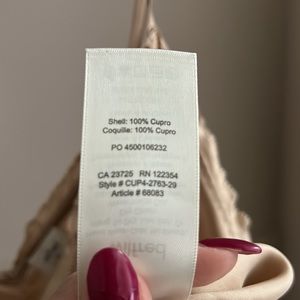 Shell: 100% Cupro
Coquille: 100% Cupro
PO 4500106232
CA 23725 RN 122354
Style # CUP4-2763-29
Article # 68083